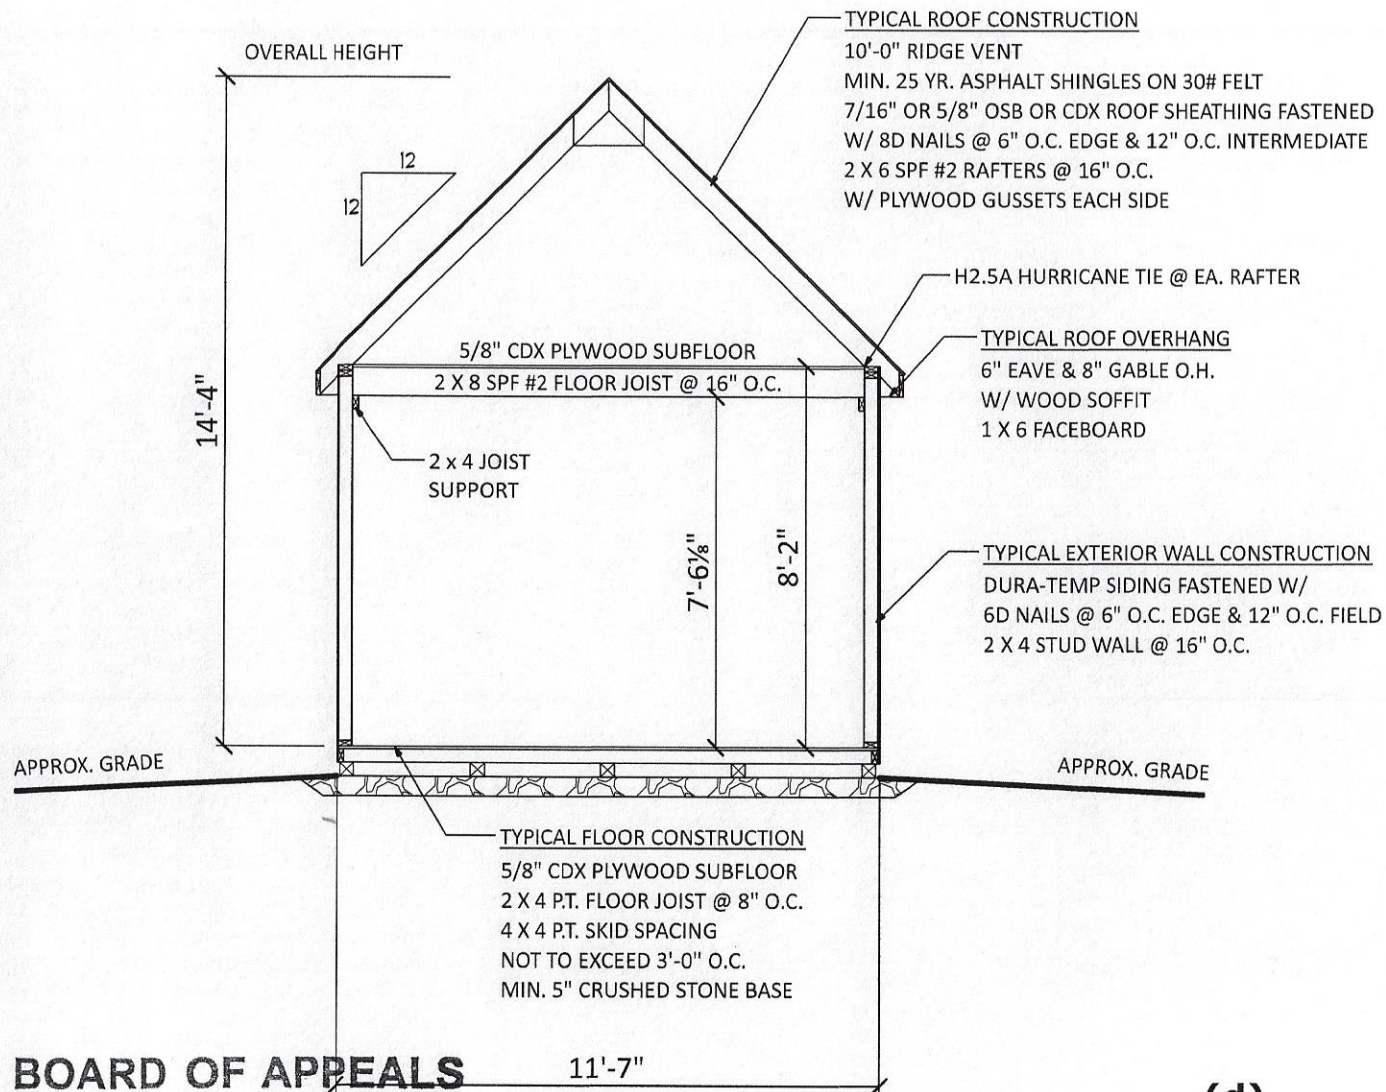 OVERALL HEIGHT
TYPICAL ROOF CONSTRUCTION
10'-0" RIDGE VENT
MIN. 25 YR. ASPHALT SHINGLES ON 30# FELT
7/16" OR 5/8" OSB OR CDX ROOF SHEATHING FASTENED
W/ 8D NAILS @ 6" O.C. EDGE & 12" O.C. INTERMEDIATE
2 X 6 SPF #2 RAFTERS @ 16" O.C.
W/ PLYWOOD GUSSETS EACH SIDE
12
12
H2.5A HURRICANE TIE @ EA. RAFTER
TYPICAL ROOF OVERHANG
6" EAVE & 8" GABLE O.H.
W/ WOOD SOFFIT
1 X 6 FACEBOARD
5/8" CDX PLYWOOD SUBFLOOR
2 X 8 SPF #2 FLOOR JOIST @ 16" O.C.
14'-4"
2 x 4 JOIST
SUPPORT
7'-6⅛"
8'-2"
TYPICAL EXTERIOR WALL CONSTRUCTION
DURA-TEMP SIDING FASTENED W/
6D NAILS @ 6" O.C. EDGE & 12" O.C. FIELD
2 X 4 STUD WALL @ 16" O.C.
APPROX. GRADE
APPROX. GRADE
TYPICAL FLOOR CONSTRUCTION
5/8" CDX PLYWOOD SUBFLOOR
2 X 4 P.T. FLOOR JOIST @ 8" O.C.
4 X 4 P.T. SKID SPACING
NOT TO EXCEED 3'-0" O.C.
MIN. 5" CRUSHED STONE BASE
BOARD OF APPEALS
11'-7"
(d)